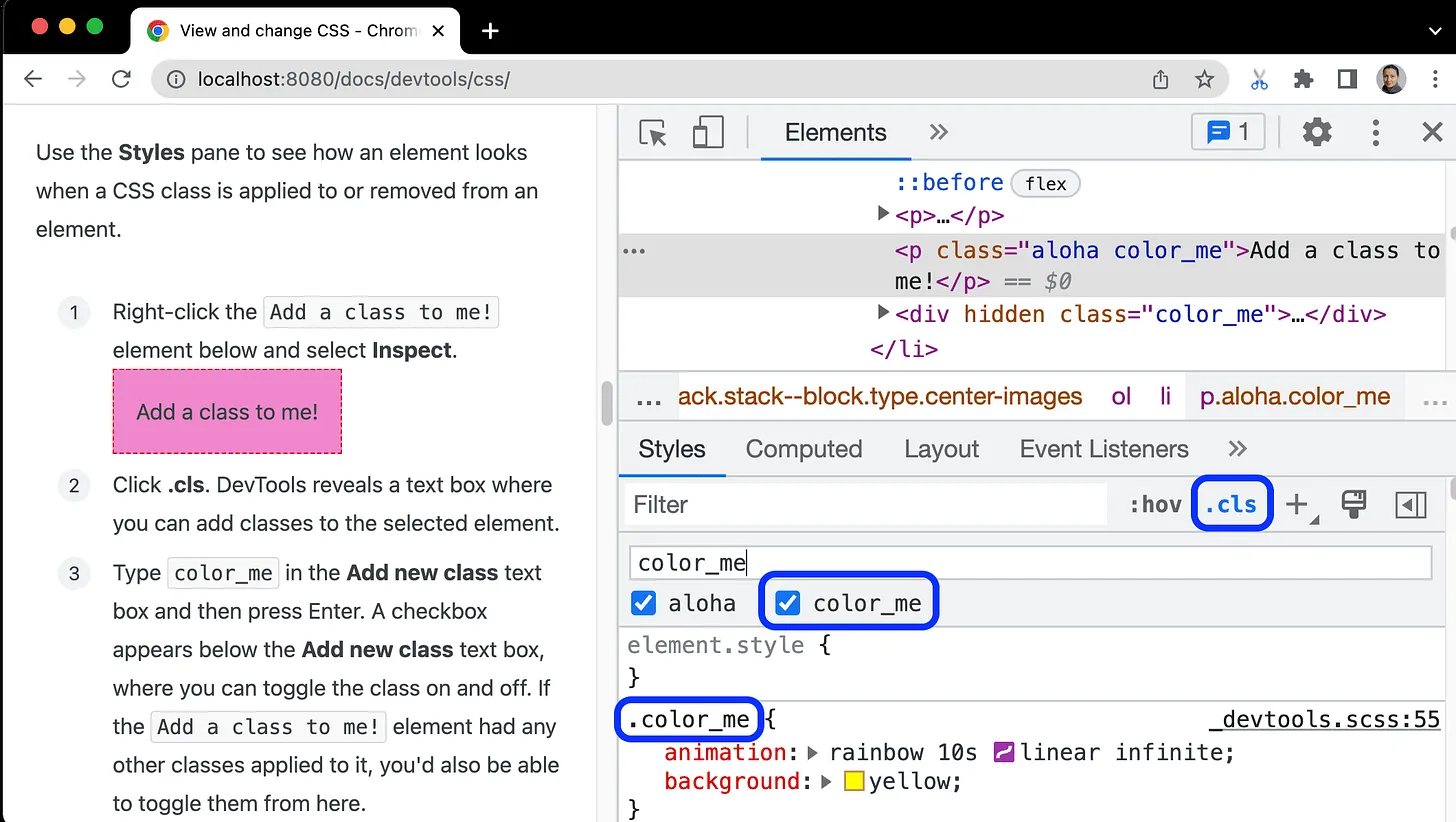 View and change CSS - Chrom
localhost:8080/docs/devtools/css/
Use the Styles pane to see how an element looks
when a CSS class is applied to or removed from an
element.
1 Right-click the Add a class to me!
element below and select Inspect.
Add a class to me!
2 Click .cls. DevTools reveals a text box where
you can add classes to the selected element.
3 Type color_me in the Add new class text
box and then press Enter. A checkbox
appears below the Add new class text box,
where you can toggle the class on and off. If
the Add a class to me! element had any
other classes applied to it, you'd also be able
to toggle them from here.
Elements » 1
::before flex
<p>…</p>
<p class="aloha color_me">Add a class to
me!</p> == $0
<div hidden class="color_me">…</div>
</li>
... ack.stack--block.type.center-images ol li p.aloha.color_me ...
Styles Computed Layout Event Listeners »
Filter :hov .cls
color_me
aloha color_me
element.style {
}
.color_me { _devtools.scss:55
animation: rainbow 10s linear infinite;
background: yellow;
}